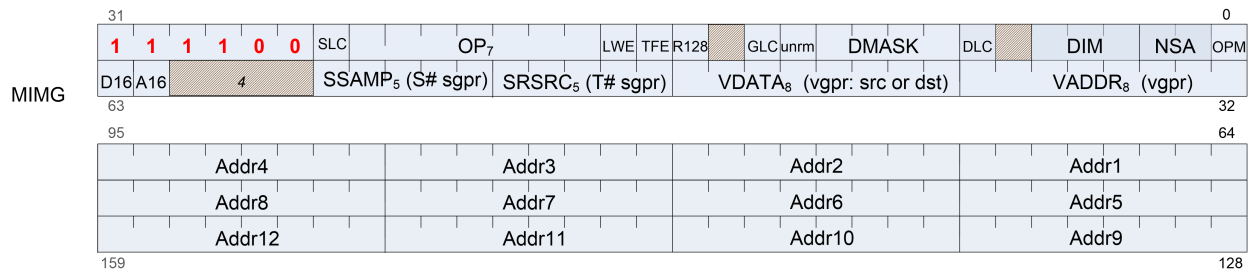 31 0
1 1 1 1 0 0 SLC OP7 LWE TFE R128 GLC unrm DMASK DLC DIM NSA OPM
D16 A16 4 SSAMP5 (S# sgpr) SRSRC5 (T# sgpr) VDATA8 (vgpr: src or dst) VADDR8 (vgpr)
MIMG
63 32
95 64
Addr4 Addr3 Addr2 Addr1
Addr8 Addr7 Addr6 Addr5
Addr12 Addr11 Addr10 Addr9
159 128